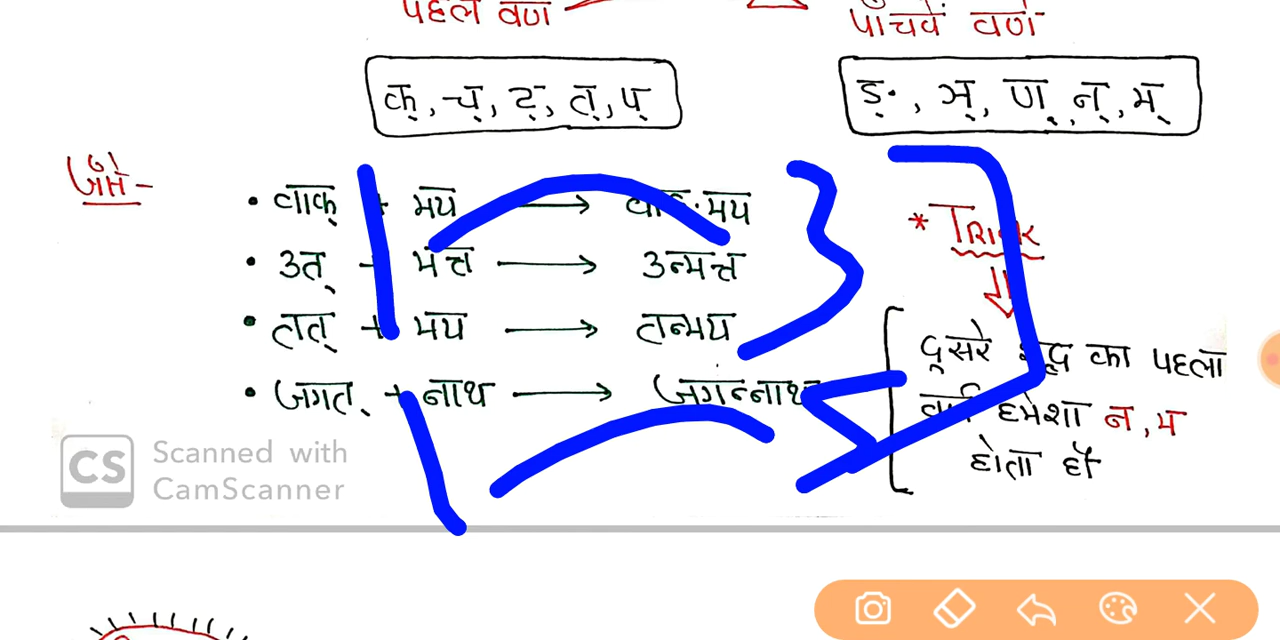 पहले वर्ण
पाँचवें वर्ण
क्, च्, ट्, त्, प्
ङ्, ञ्, ण्, न्, म्
जैसे-
• वाक् + मय → वाङ्मय
* Trick
• उत् + मत्त → उन्मत्त
• तत् + मय → तन्मय
दूसरे शब्द का पहला
• जगत् + नाथ → जगन्नाथ
वर्ण हमेशा न, म
होता है
CS Scanned with
CamScanner